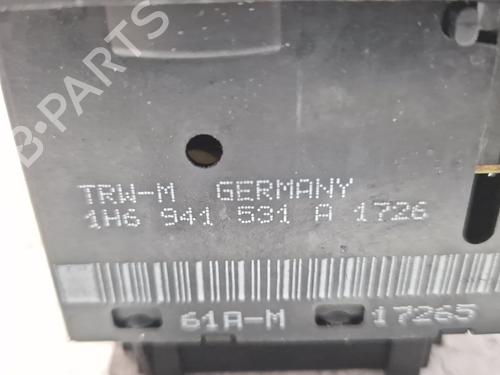 B-PARTS
TRW-M GERMANY
1H6 941 531 A 1726
61A-M 17265